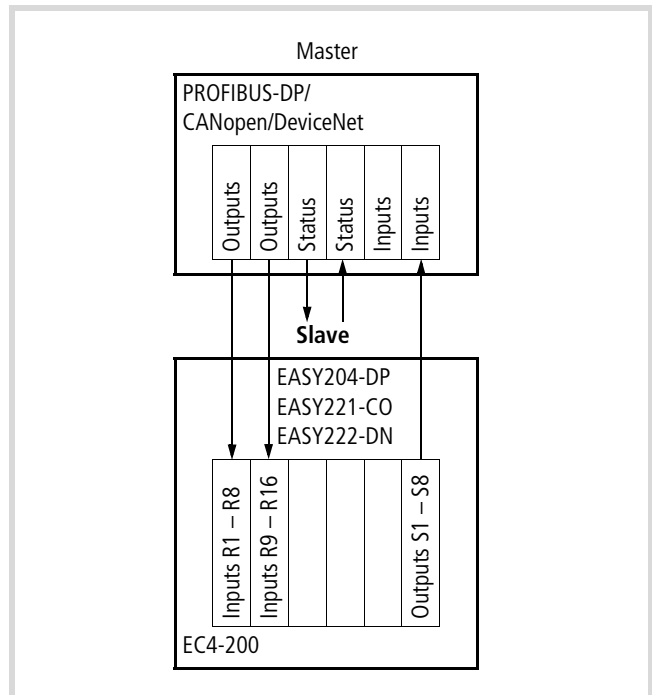 Master
PROFIBUS-DP/
CANopen/DeviceNet
Outputs
Outputs
Status
Status
Inputs
Inputs
Slave
EASY204-DP
EASY221-CO
EASY222-DN
Inputs R1 – R8
Inputs R9 – R16
Outputs S1 – S8
EC4-200